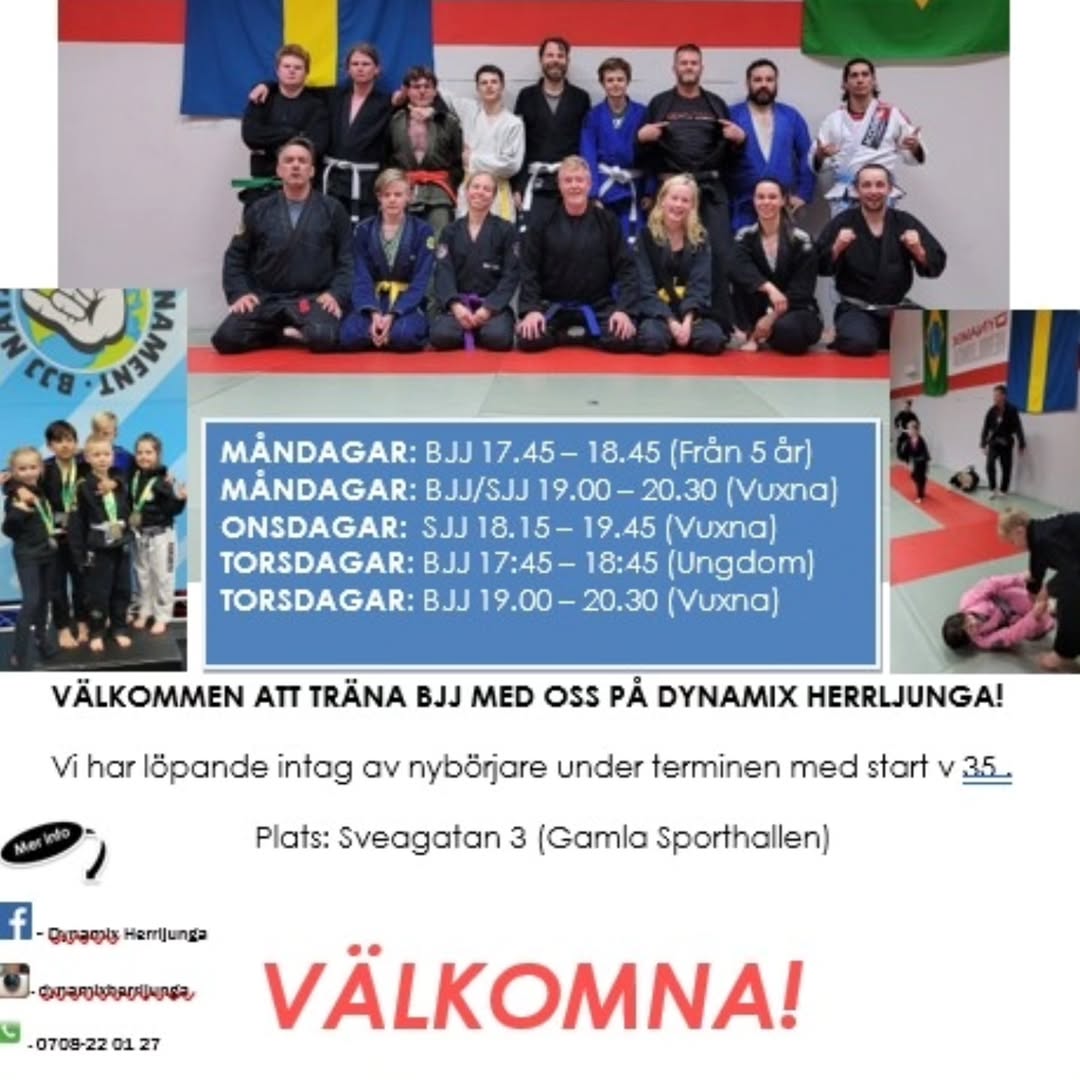 MÅNDAGAR: BJJ 17.45 – 18.45 (Från 5 år)
MÅNDAGAR: BJJ/SJJ 19.00 – 20.30 (Vuxna)
ONSDAGAR: SJJ 18.15 – 19.45 (Vuxna)
TORSDAGAR: BJJ 17:45 – 18:45 (Ungdom)
TORSDAGAR: BJJ 19.00 – 20.30 (Vuxna)
VÄLKOMMEN ATT TRÄNA BJJ MED OSS PÅ DYNAMIX HERRLJUNGA!
Vi har löpande intag av nybörjare under terminen med start v 35 .
Plats: Sveagatan 3 (Gamla Sporthallen)
Mer info
- Dynamix Herrljunga
- dynamixherrljunga
VÄLKOMNA!
- 0708-22 01 27